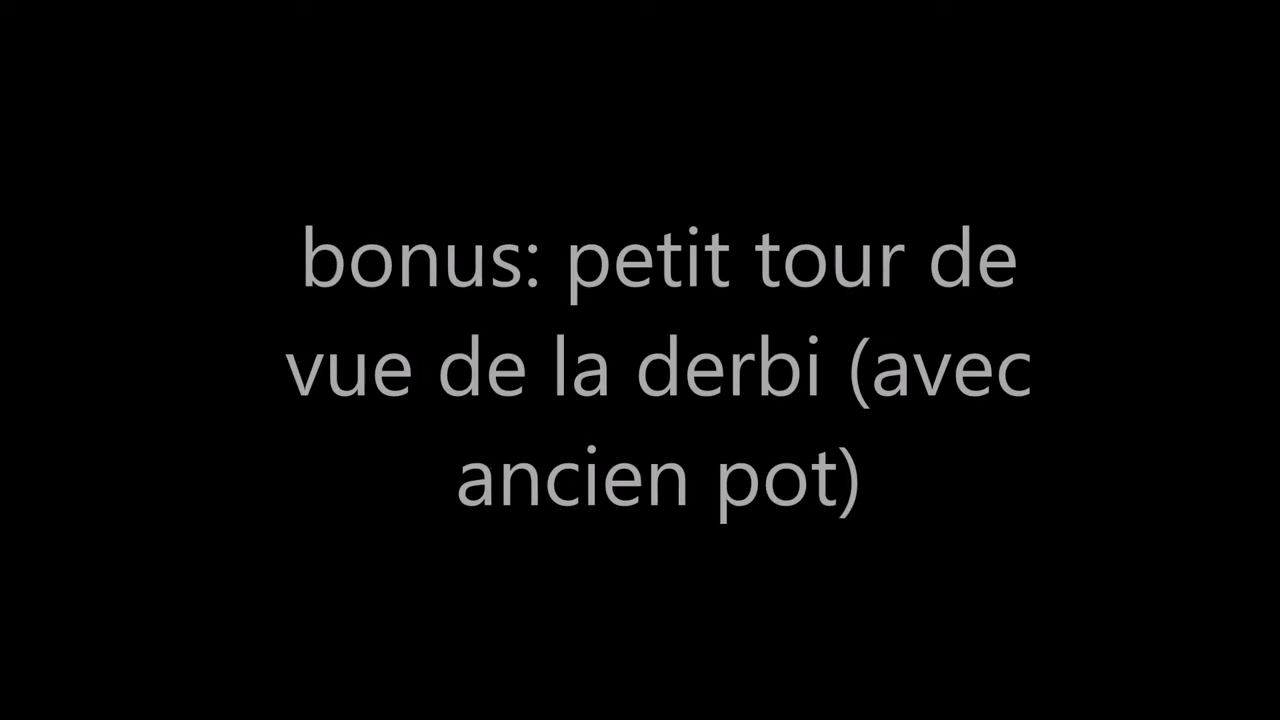 bonus: petit tour de
vue de la derbi (avec
ancien pot)